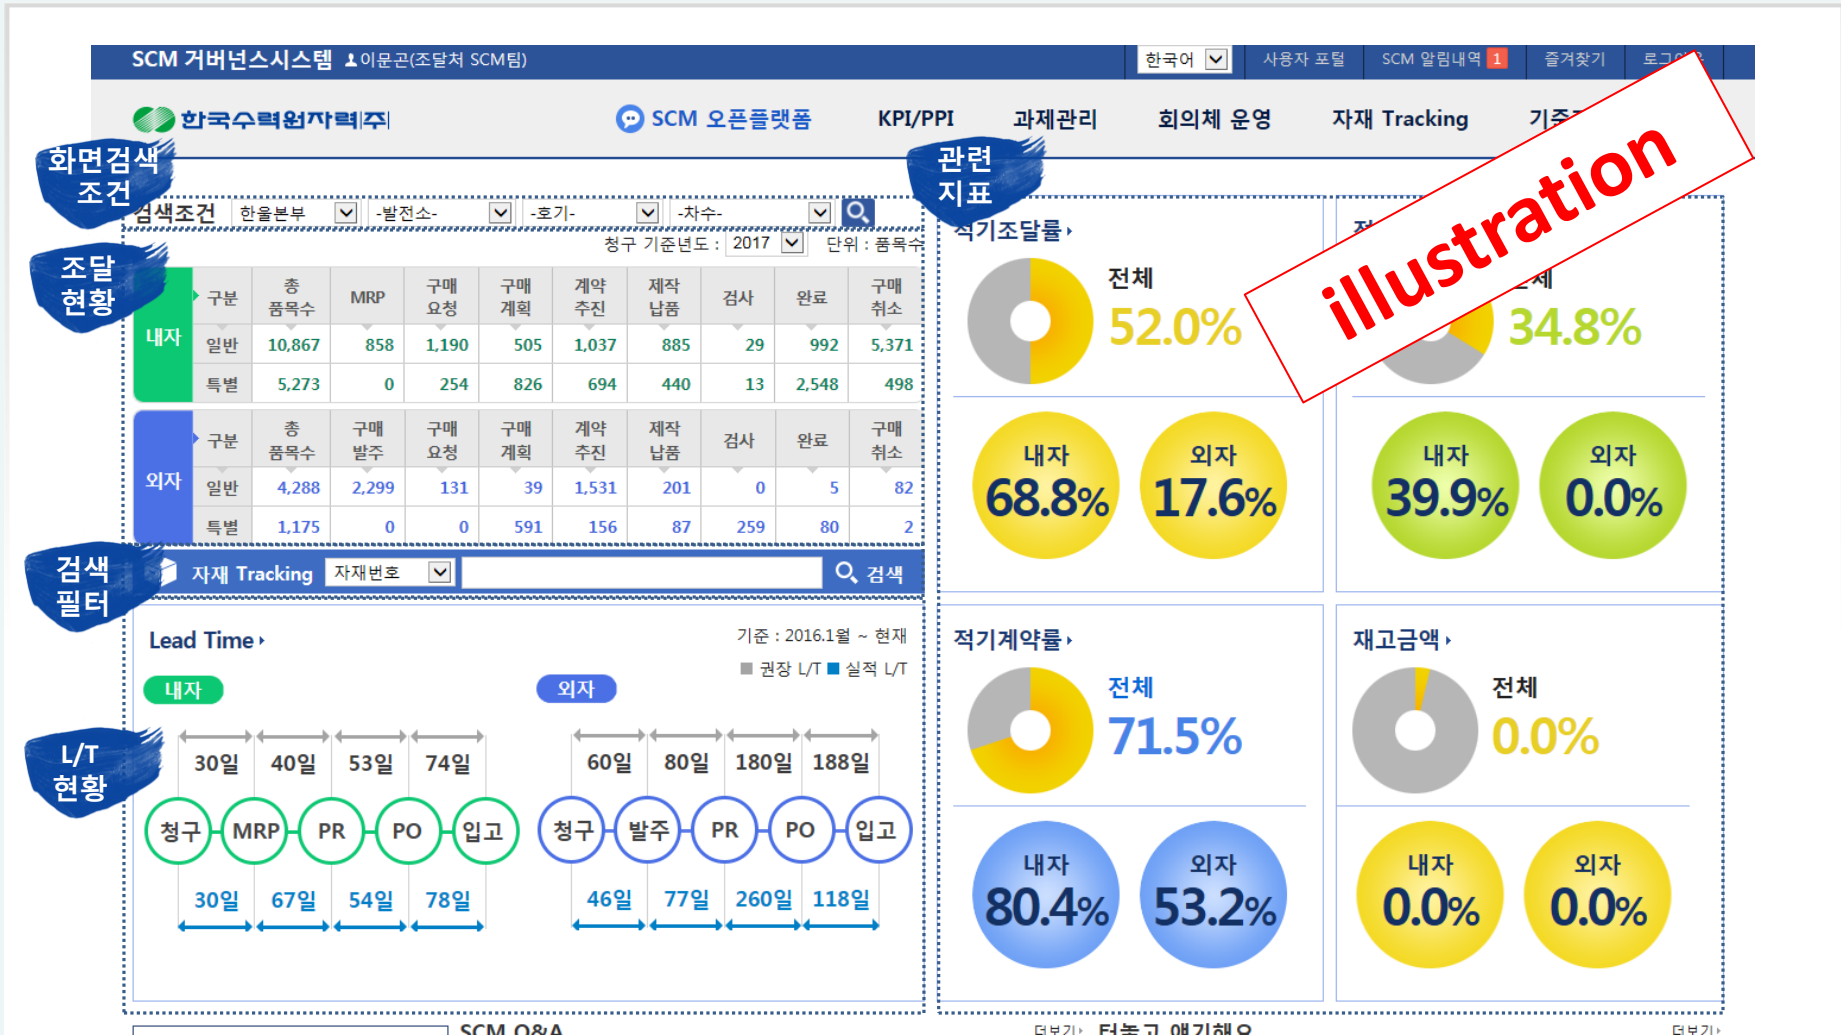 SCM 거버넌스시스템 이문곤(조달처 SCM팀)
한국어 사용자 포털 SCM 알림내역 1 즐겨찾기
한국수력원자력㈜
SCM 오픈플랫폼 KPI/PPI 과제관리 회의체 운영 자재 Tracking
illustration
화면검색
조건
관련
지표
검색조건 한울본부 -발전소- -호기- -차수-
청구 기준년도 : 2017 단위 : 품목수
조달
현황
내자
구분 총 품목수 MRP 구매 요청 구매 계획 계약 추진 제작 납품 검사 완료 구매 취소
일반 10,867 858 1,190 505 1,037 885 29 992 5,371
특별 5,273 0 254 826 694 440 13 2,548 498
외자
구분 총 품목수 구매 발주 구매 요청 구매 계획 계약 추진 제작 납품 검사 완료 구매 취소
일반 4,288 2,299 131 39 1,531 201 0 5 82
특별 1,175 0 0 591 156 87 259 80 2
검색
필터
자재 Tracking 자재번호 검색
Lead Time
기준 : 2016.1월 ~ 현재
권장 L/T 실적 L/T
L/T
현황
내자
30일 40일 53일 74일
청구 MRP PR PO 입고
30일 67일 54일 78일
외자
60일 80일 180일 188일
청구 발주 PR PO 입고
46일 77일 260일 118일
적기조달률
전체
52.0%
내자 외자
68.8% 17.6%
34.8%
내자 외자
39.9% 0.0%
적기계약률
전체
71.5%
내자 외자
80.4% 53.2%
재고금액
전체
0.0%
내자 외자
0.0% 0.0%
SCM Q&A 더보기 터놓고 얘기해요 더보기